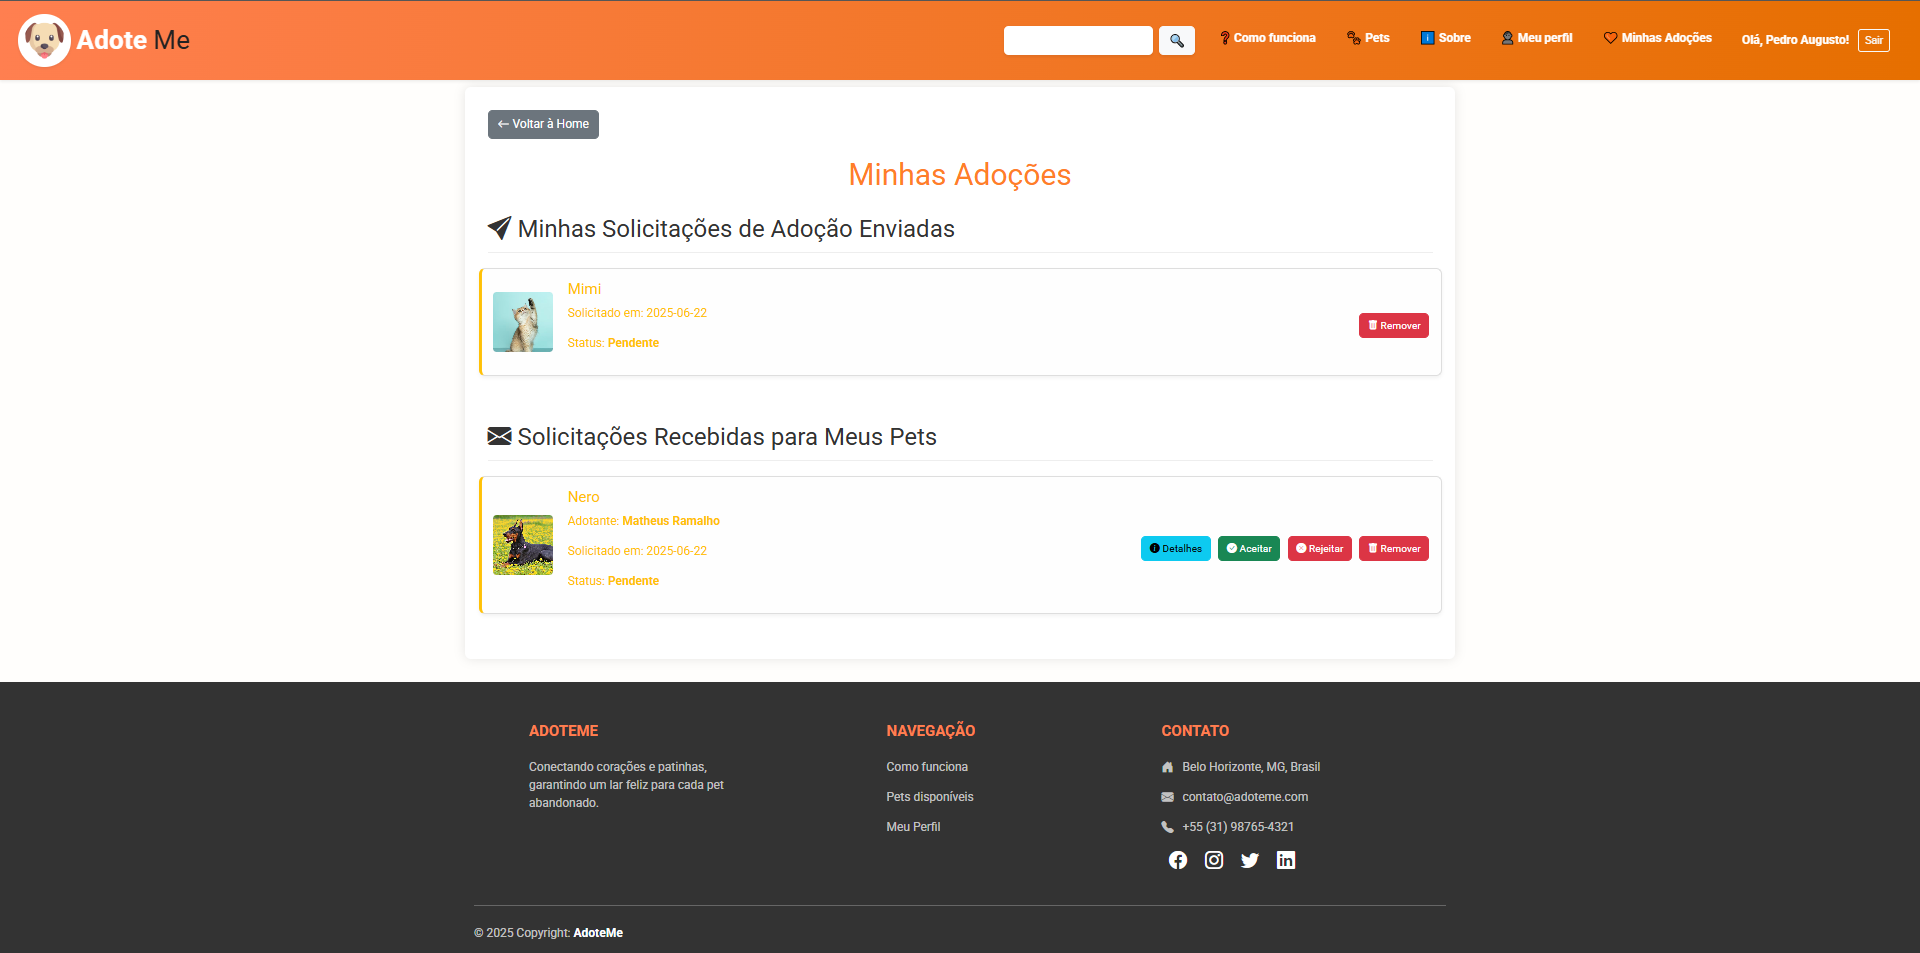 Adote Me
Como funciona
Pets
Sobre
Meu perfil
Minhas Adoções
Olá, Pedro Augusto!
Sair
← Voltar à Home
Minhas Adoções
Minhas Solicitações de Adoção Enviadas
Mimi
Solicitado em: 2025-06-22
Status: Pendente
Remover
Solicitações Recebidas para Meus Pets
Nero
Adotante: Matheus Ramalho
Solicitado em: 2025-06-22
Status: Pendente
Detalhes
Aceitar
Rejeitar
Remover
ADOTEME
Conectando corações e patinhas,
garantindo um lar feliz para cada pet
abandonado.
NAVEGAÇÃO
Como funciona
Pets disponíveis
Meu Perfil
CONTATO
Belo Horizonte, MG, Brasil
contato@adoteme.com
+55 (31) 98765-4321
© 2025 Copyright: AdoteMe